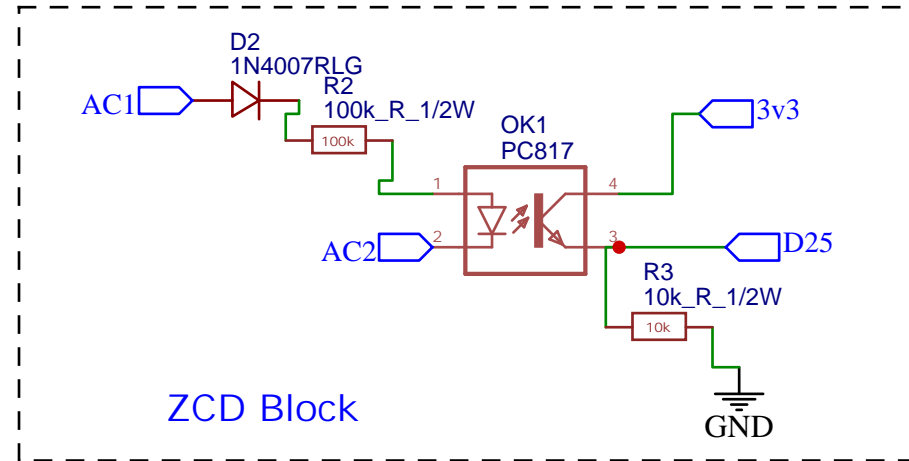 D2
1N4007RLG
AC1
R2
100k_R_1/2W
100k
OK1
PC817
3v3
1
4
AC2
2
3
D25
R3
10k_R_1/2W
10k
ZCD Block
GND